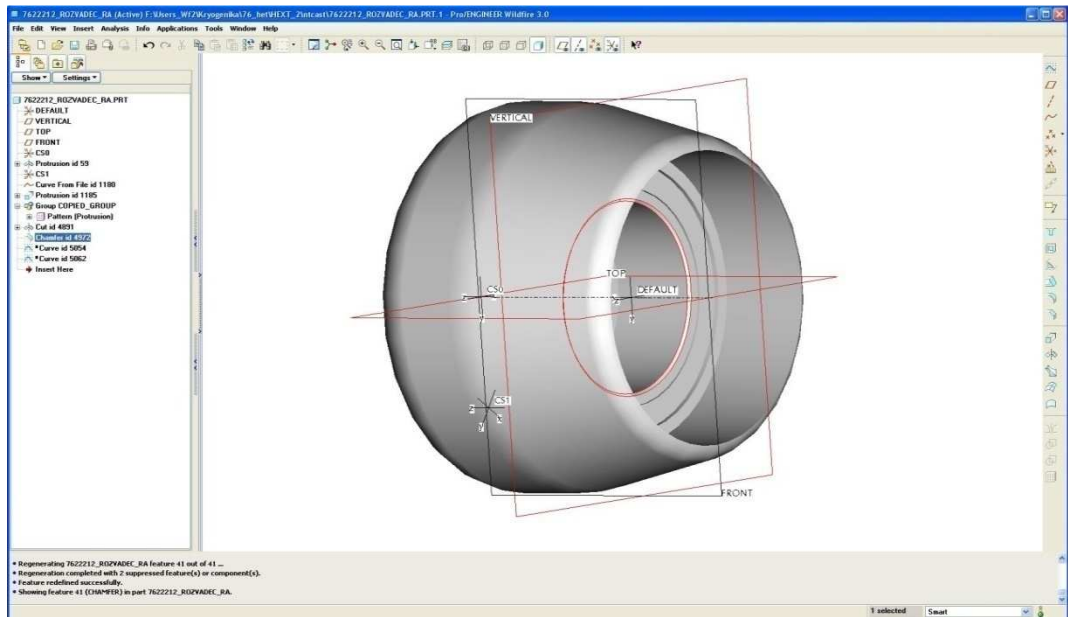 7622212_ROZVADEC_RA (Active) F:\Users_Wf2\Kryogenika\76_het\HEXT_2\ntcast\7622212_ROZVADEC_RA.PRT.1 - Pro/ENGINEER Wildfire 3.0
File Edit View Insert Analysis Info Applications Tools Window Help
Show Settings
7622212_ROZVADEC_RA.PRT
DEFAULT
VERTICAL
TOP
FRONT
CS0
Protrusion id 59
CS1
Curve From File id 1180
Protrusion id 1185
Group COPIED_GROUP
Pattern (Protrusion)
Cut id 4891
Chamfer id 4972
*Curve id 5054
*Curve id 5062
Insert Here
VERTICAL
TOP
CS0
DEFAULT
CS1
FRONT
• Regenerating 7622212_ROZVADEC_RA feature 41 out of 41 ...
• Regeneration completed with 2 suppressed feature(s) or component(s).
• Feature redefined successfully.
• Showing feature 41 (CHAMFER) in part 7622212_ROZVADEC_RA.
1 selected Smart